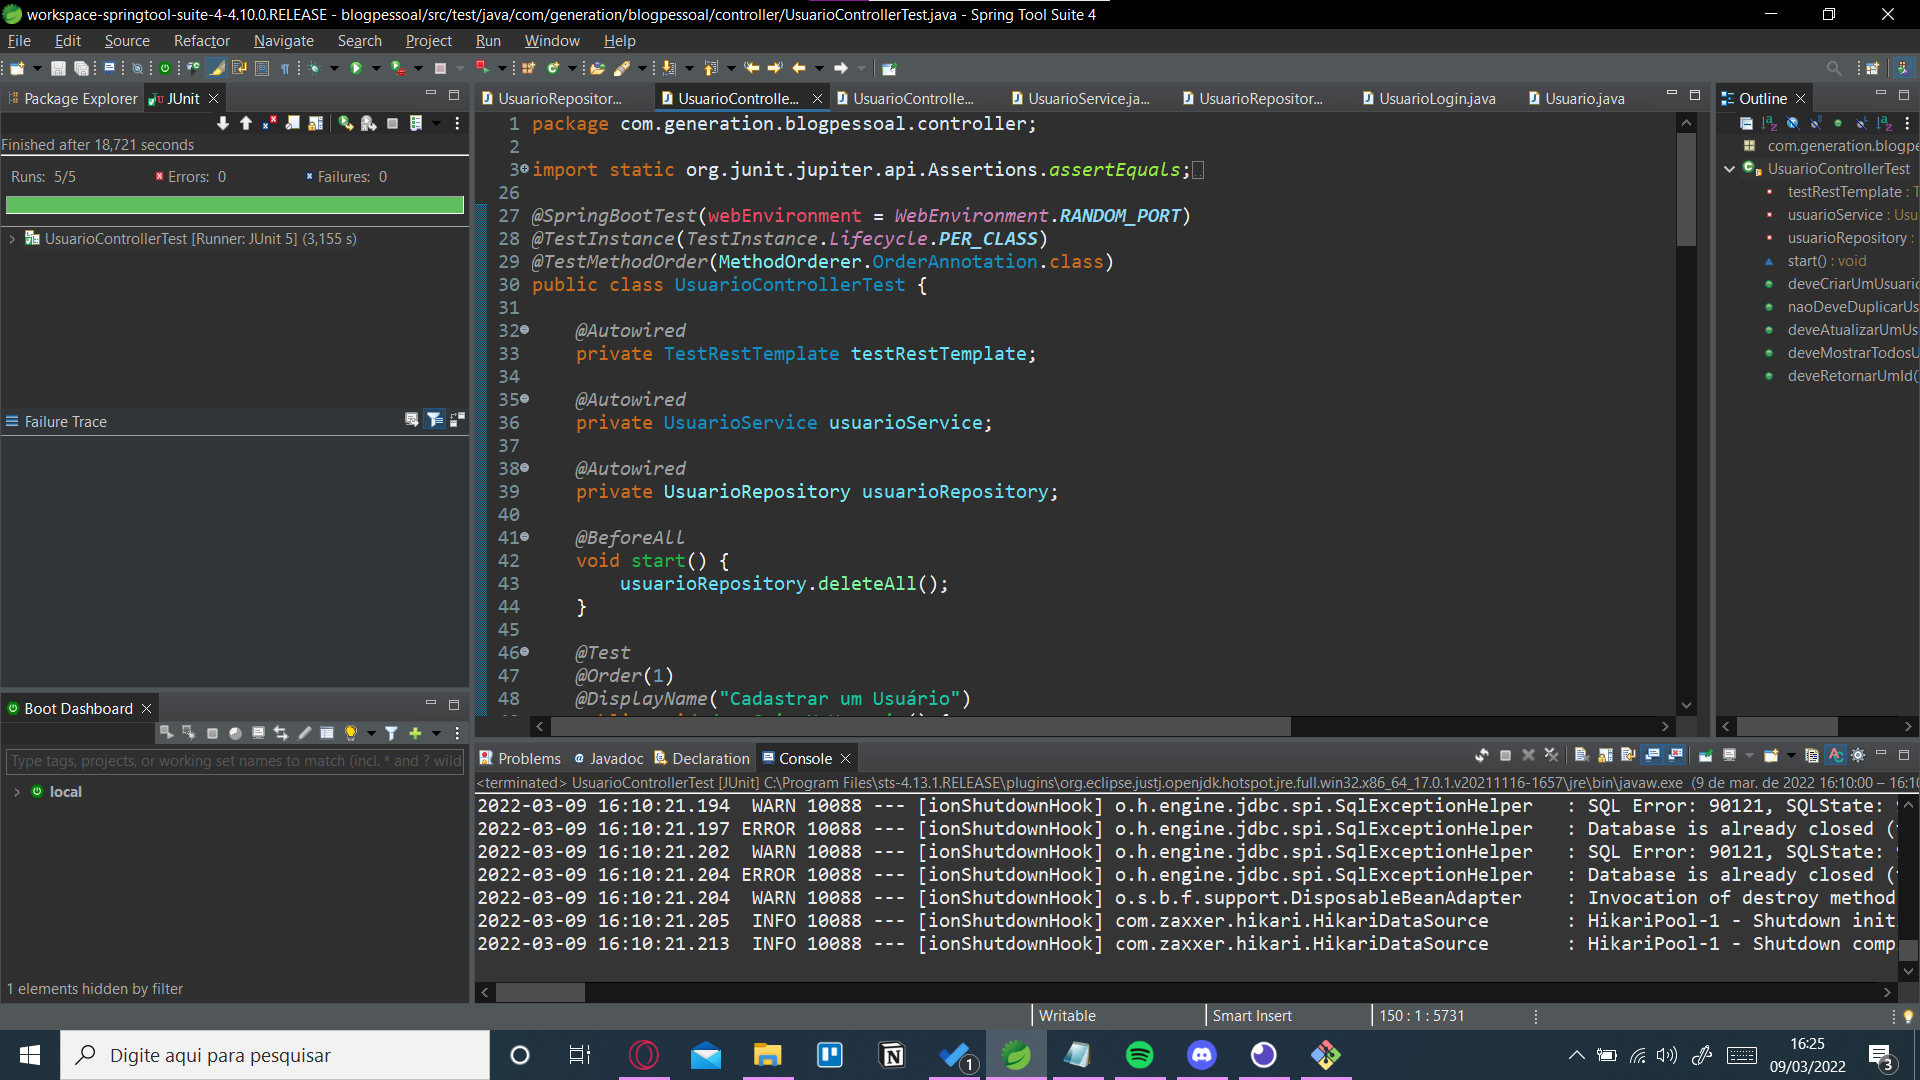 workspace-springtool-suite-4-4.10.0.RELEASE - blogpessoal/src/test/java/com/generation/blogpessoal/controller/UsuarioControllerTest.java - Spring Tool Suite 4
File Edit Source Refactor Navigate Search Project Run Window Help
Package Explorer JUnit
Finished after 18,721 seconds
Runs: 5/5 Errors: 0 Failures: 0
UsuarioControllerTest [Runner: JUnit 5] (3,155 s)
Failure Trace
Boot Dashboard
Type tags, projects, or working set names to match (incl. * and ? wild
local
1 elements hidden by filter
UsuarioRepositor... UsuarioControlle... UsuarioControlle... UsuarioService.ja... UsuarioRepositor... UsuarioLogin.java Usuario.java
1 package com.generation.blogpessoal.controller;
2
3 import static org.junit.jupiter.api.Assertions.assertEquals;
26
27 @SpringBootTest(webEnvironment = WebEnvironment.RANDOM_PORT)
28 @TestInstance(TestInstance.Lifecycle.PER_CLASS)
29 @TestMethodOrder(MethodOrderer.OrderAnnotation.class)
30 public class UsuarioControllerTest {
31
32 @Autowired
33 private TestRestTemplate testRestTemplate;
34
35 @Autowired
36 private UsuarioService usuarioService;
37
38 @Autowired
39 private UsuarioRepository usuarioRepository;
40
41 @BeforeAll
42 void start() {
43 usuarioRepository.deleteAll();
44 }
45
46 @Test
47 @Order(1)
48 @DisplayName("Cadastrar um Usuário")
Outline
com.generation.blogpe
UsuarioControllerTest
testRestTemplate : T
usuarioService : Usu
usuarioRepository :
start() : void
deveCriarUmUsuario
naoDeveDuplicarUs
deveAtualizarUmUs
deveMostrarTodosU
deveRetornarUmId()
Problems Javadoc Declaration Console
<terminated> UsuarioControllerTest [JUnit] C:\Program Files\sts-4.13.1.RELEASE\plugins\org.eclipse.justj.openjdk.hotspot.jre.full.win32.x86_64_17.0.1.v20211116-1657\jre\bin\javaw.exe (9 de mar. de 2022 16:10:00 – 16:10
2022-03-09 16:10:21.194 WARN 10088 --- [ionShutdownHook] o.h.engine.jdbc.spi.SqlExceptionHelper : SQL Error: 90121, SQLState:
2022-03-09 16:10:21.197 ERROR 10088 --- [ionShutdownHook] o.h.engine.jdbc.spi.SqlExceptionHelper : Database is already closed (
2022-03-09 16:10:21.202 WARN 10088 --- [ionShutdownHook] o.h.engine.jdbc.spi.SqlExceptionHelper : SQL Error: 90121, SQLState:
2022-03-09 16:10:21.204 ERROR 10088 --- [ionShutdownHook] o.h.engine.jdbc.spi.SqlExceptionHelper : Database is already closed (
2022-03-09 16:10:21.204 WARN 10088 --- [ionShutdownHook] o.s.b.f.support.DisposableBeanAdapter : Invocation of destroy method
2022-03-09 16:10:21.205 INFO 10088 --- [ionShutdownHook] com.zaxxer.hikari.HikariDataSource : HikariPool-1 - Shutdown init
2022-03-09 16:10:21.213 INFO 10088 --- [ionShutdownHook] com.zaxxer.hikari.HikariDataSource : HikariPool-1 - Shutdown comp
Writable Smart Insert 150 : 1 : 5731
Digite aqui para pesquisar
1
16:25
09/03/2022
3